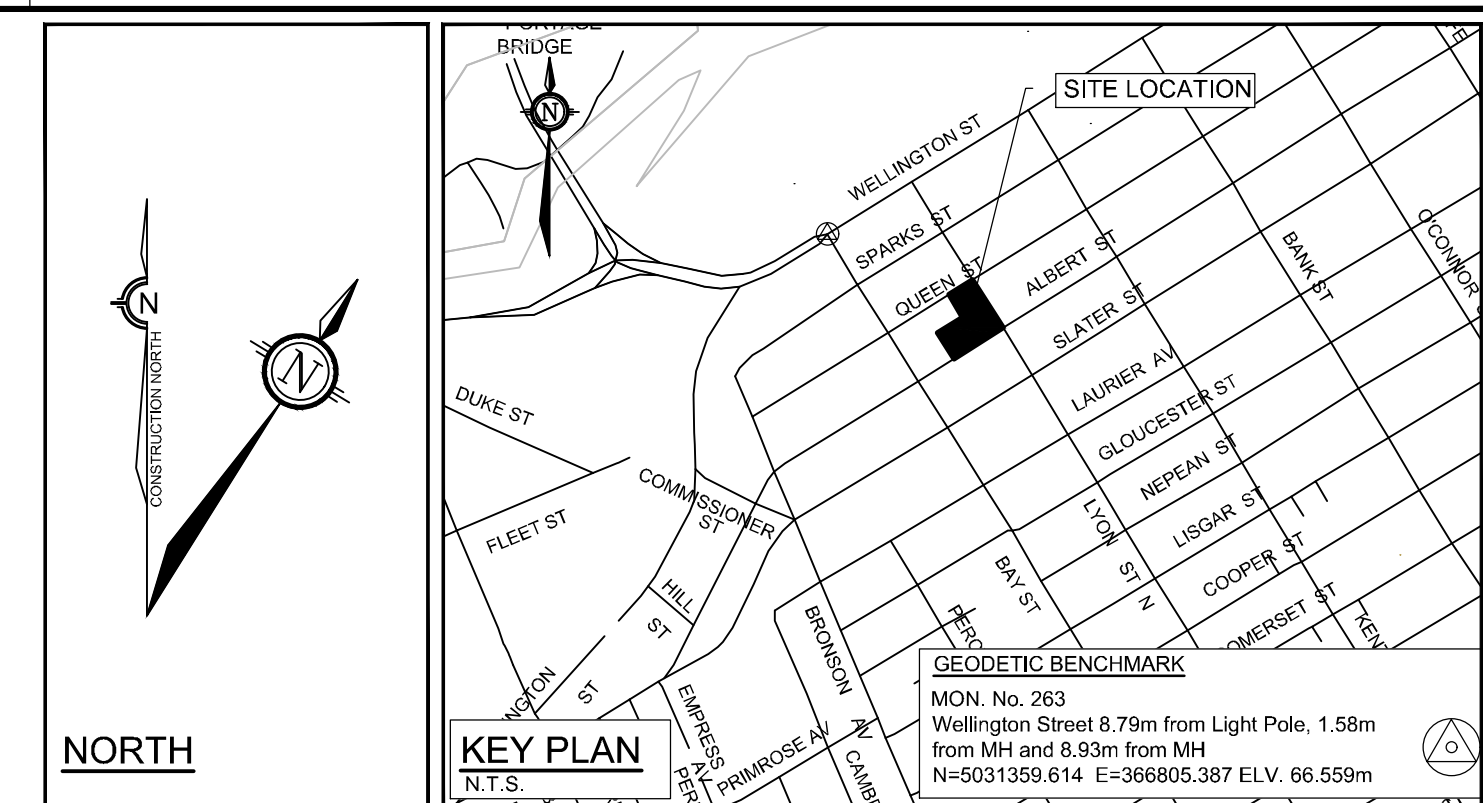 N
CONSTRUCTION NORTH
N
NORTH
PORTAGE
BRIDGE
N
SITE LOCATION
WELLINGTON ST
SPARKS ST
QUEEN ST
ALBERT ST
SLATER ST
LAURIER AV
GLOUCESTER ST
NEPEAN ST
LISGAR ST
COOPER ST
BANK ST
O'CONNOR
DUKE ST
FLEET ST
COMMISSIONER
ST
HILL
ST
LYON ST N
BAY ST
BRONSON AV
EMPRESS AV
PRIMROSE AV
KEY PLAN
N.T.S.
GEODETIC BENCHMARK
MON. No. 263
Wellington Street 8.79m from Light Pole, 1.58m
from MH and 8.93m from MH
N=5031359.614 E=366805.387 ELV. 66.559m